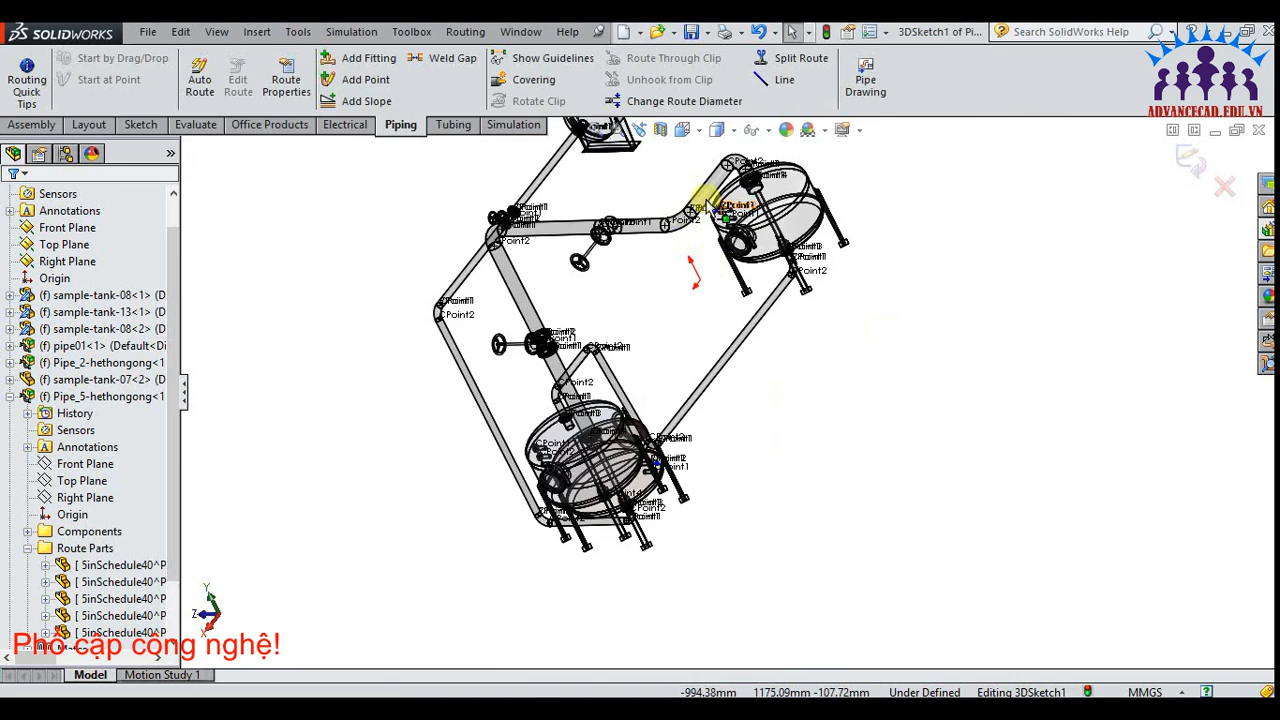 SOLIDWORKS File Edit View Insert Tools Simulation Toolbox Routing Window Help 3DSketch1 of Pi... Search SolidWorks Help
Routing Quick Tips
Start by Drag/Drop
Start at Point
Auto Route
Edit Route
Route Properties
Add Fitting
Add Point
Add Slope
Weld Gap
Show Guidelines
Covering
Rotate Clip
Route Through Clip
Unhook from Clip
Change Route Diameter
Split Route
Line
Pipe Drawing
ADVANCECAD.EDU.VN
Assembly Layout Sketch Evaluate Office Products Electrical Piping Tubing Simulation
Sensors
Annotations
Front Plane
Top Plane
Right Plane
Origin
(f) sample-tank-08<1> (D
(f) sample-tank-13<1> (D
(f) sample-tank-08<2> (D
(f) pipe01<1> (Default<Di
(f) Pipe_2-hethongong<1
(f) sample-tank-07<2> (D
(f) Pipe_5-hethongong<1
History
Sensors
Annotations
Front Plane
Top Plane
Right Plane
Origin
Components
Route Parts
[ 5inSchedule40^P
[ 5inSchedule40^P
[ 5inSchedule40^P
[ 5inSchedule40^P
[ 5inSchedule40^P
CPoint2
CPoint2
CPoint2
CPoint2
CPoint2
CPoint2
Y
Z
X
Phổ cập công nghệ!
Model Motion Study 1
-994.38mm 1175.09mm -107.72mm Under Defined Editing 3DSketch1 MMGS